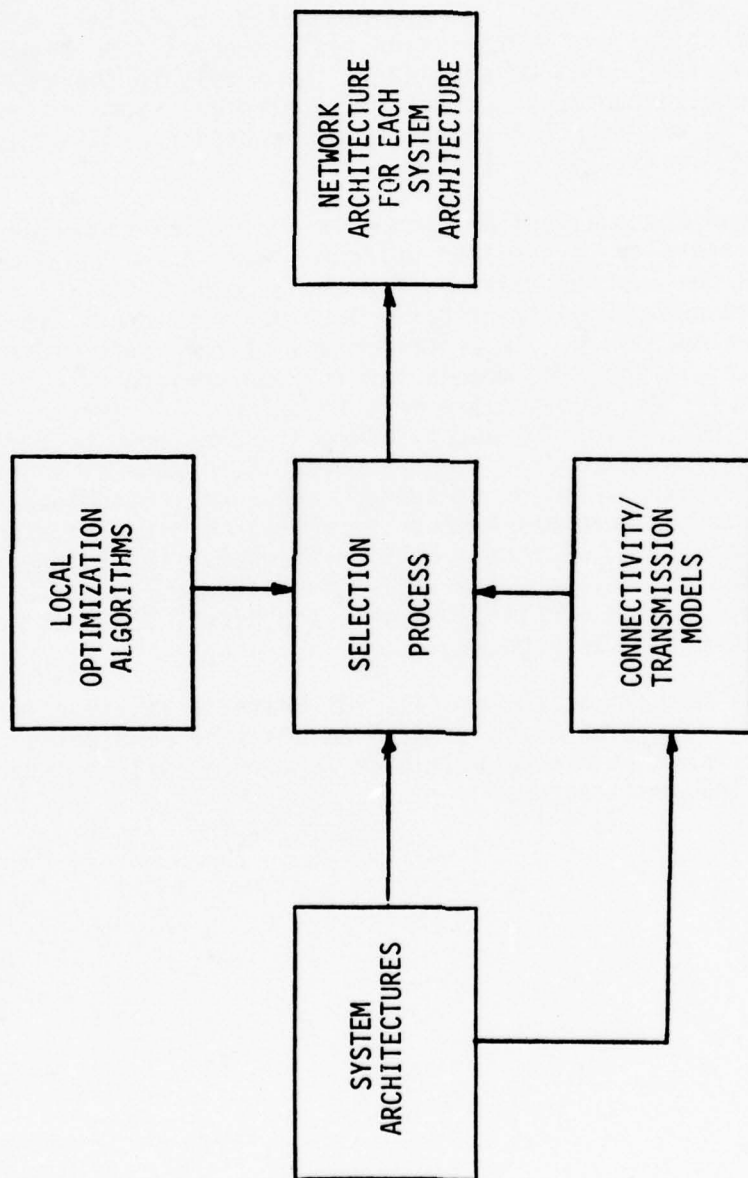 LOCAL
OPTIMIZATION
ALGORITHMS
SYSTEM
ARCHITECTURES
SELECTION
PROCESS
NETWORK
ARCHITECTURE
FOR EACH
SYSTEM
ARCHITECTURE
CONNECTIVITY/
TRANSMISSION
MODELS